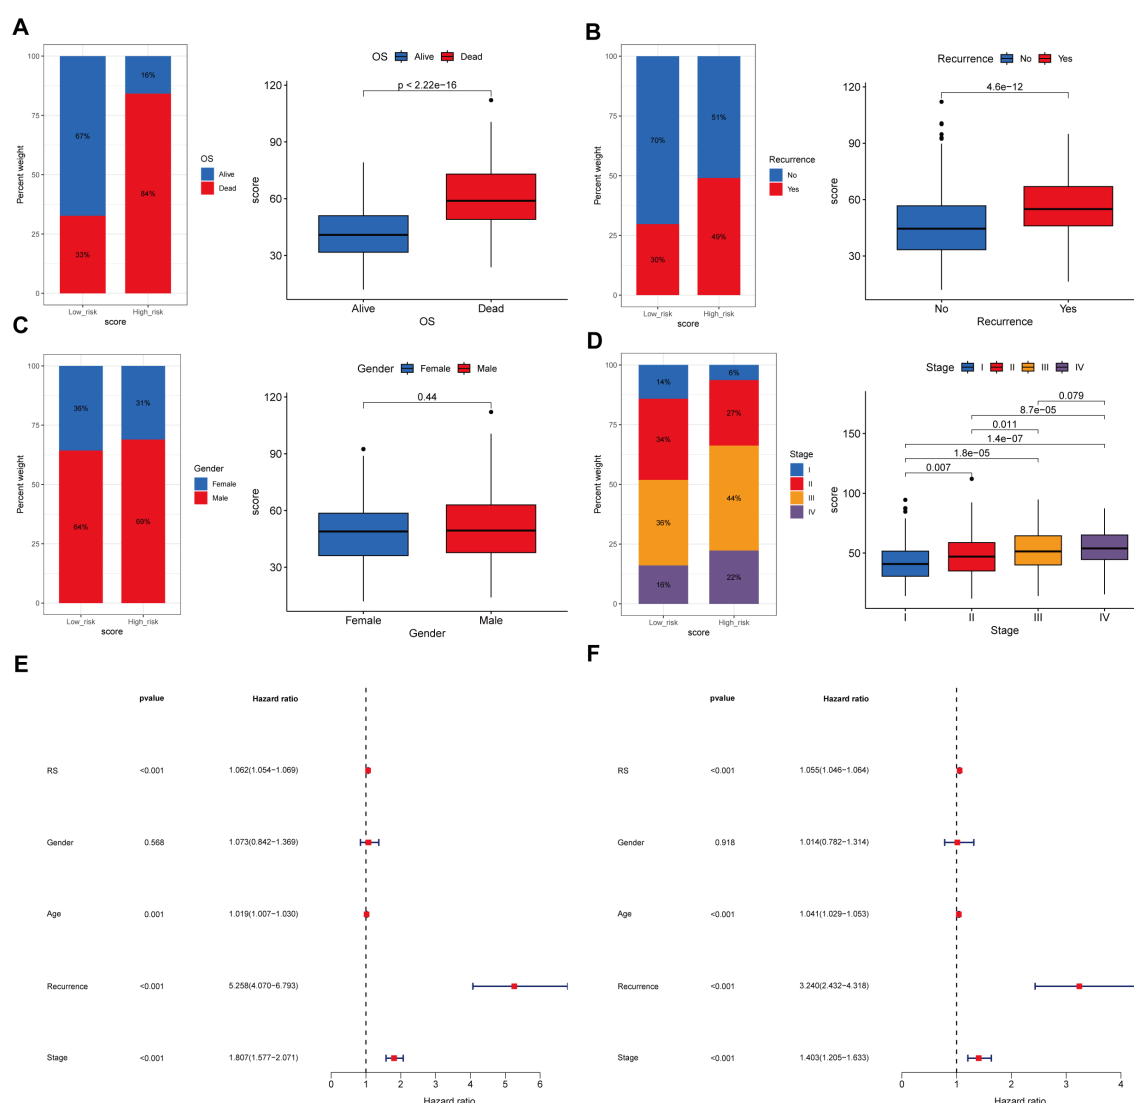 A
OS Alive Dead
p < 2.22e−16
Percent weight
100
75
50
25
0
67%
33%
16%
84%
Low_risk High_risk
score
OS
Alive
Dead
score
120
90
60
30
Alive Dead
OS
B
Recurrence No Yes
4.6e−12
Percent weight
100
75
50
25
0
70%
30%
51%
49%
Low_risk High_risk
score
Recurrence
No
Yes
score
120
90
60
30
No Yes
Recurrence
C
Gender Female Male
0.44
Percent weight
100
75
50
25
0
36%
64%
31%
69%
Low_risk High_risk
score
Gender
Female
Male
score
120
90
60
30
Female Male
Gender
D
Stage I II III IV
0.079
8.7e−05
0.011
1.4e−07
1.8e−05
0.007
Percent weight
100
75
50
25
0
14%
34%
36%
16%
6%
27%
44%
22%
Low_risk High_risk
score
Stage
I
II
III
IV
score
150
100
50
I II III IV
Stage
E
pvalue Hazard ratio
RS <0.001 1.062(1.054−1.069)
Gender 0.568 1.073(0.842−1.369)
Age 0.001 1.019(1.007−1.030)
Recurrence <0.001 5.258(4.070−6.793)
Stage <0.001 1.807(1.577−2.071)
0 1 2 3 4 5 6
Hazard ratio
F
pvalue Hazard ratio
RS <0.001 1.055(1.046−1.064)
Gender 0.918 1.014(0.782−1.314)
Age <0.001 1.041(1.029−1.053)
Recurrence <0.001 3.240(2.432−4.318)
Stage <0.001 1.403(1.205−1.633)
0 1 2 3 4
Hazard ratio